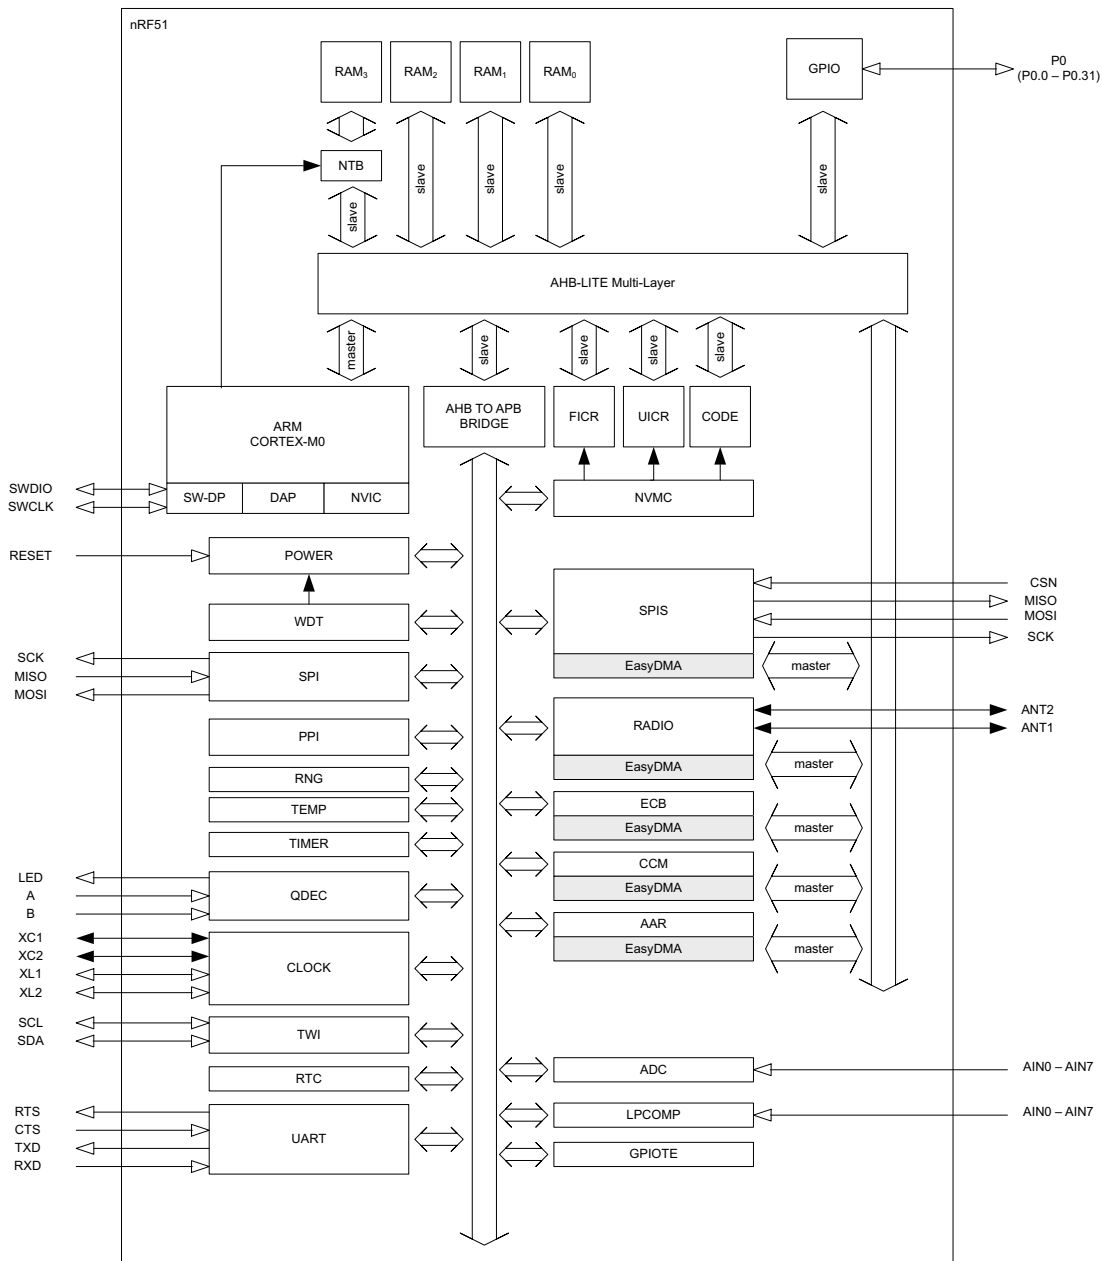 nRF51
RAM₃
RAM₂
RAM₁
RAM₀
GPIO
P0
(P0.0 – P0.31)
NTB
slave
slave
slave
slave
slave
AHB-LITE Multi-Layer
master
slave
slave
slave
slave
ARM
CORTEX-M0
AHB TO APB
BRIDGE
FICR
UICR
CODE
SWDIO
SWCLK
SW-DP
DAP
NVIC
NVMC
RESET
POWER
WDT
SPIS
CSN
MISO
MOSI
SCK
EasyDMA
master
SCK
MISO
MOSI
SPI
PPI
RADIO
ANT2
ANT1
EasyDMA
master
RNG
TEMP
TIMER
ECB
EasyDMA
master
LED
A
B
QDEC
CCM
EasyDMA
master
XC1
XC2
XL1
XL2
CLOCK
AAR
EasyDMA
master
SCL
SDA
TWI
RTC
ADC
AIN0 – AIN7
RTS
CTS
TXD
RXD
UART
LPCOMP
AIN0 – AIN7
GPIOTE